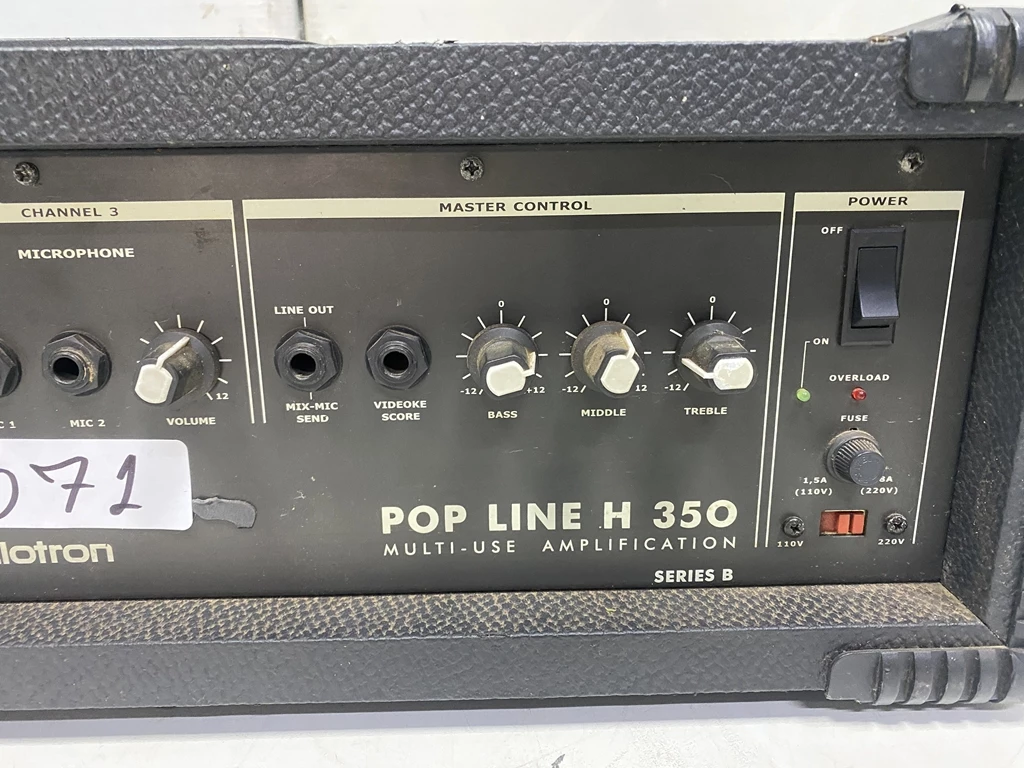 CHANNEL 3
MICROPHONE
MIC 2
VOLUME
12
MASTER CONTROL
LINE OUT
MIX-MIC
SEND
VIDEOKE
SCORE
0
-12
+12
BASS
0
-12
12
MIDDLE
0
-12
TREBLE
POWER
OFF
ON
OVERLOAD
FUSE
1,5A
(110V)
8A
(220V)
110V
220V
71
POP LINE H 350
MULTI-USE AMPLIFICATION
SERIES B